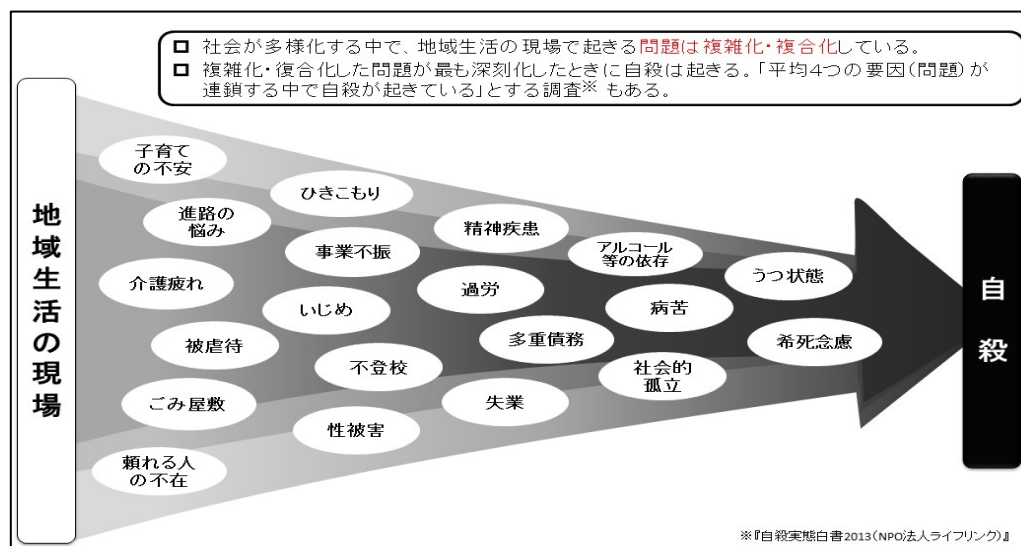 □ 社会が多様化する中で、地域生活の現場で起きる問題は複雑化・複合化している。
□ 複雑化・復合化した問題が最も深刻化したときに自殺は起きる。「平均4つの要因(問題)が
連鎖する中で自殺が起きている」とする調査※ もある。
地域生活の現場
子育て
の不安
進路の
悩み
介護疲れ
被虐待
ごみ屋敷
頼れる人
の不在
ひきこもり
事業不振
いじめ
不登校
性被害
精神疾患
過労
多重債務
失業
アルコール
等の依存
病苦
社会的
孤立
うつ状態
希死念慮
自殺
※『自殺実態白書2013(NPO法人ライフリンク)』